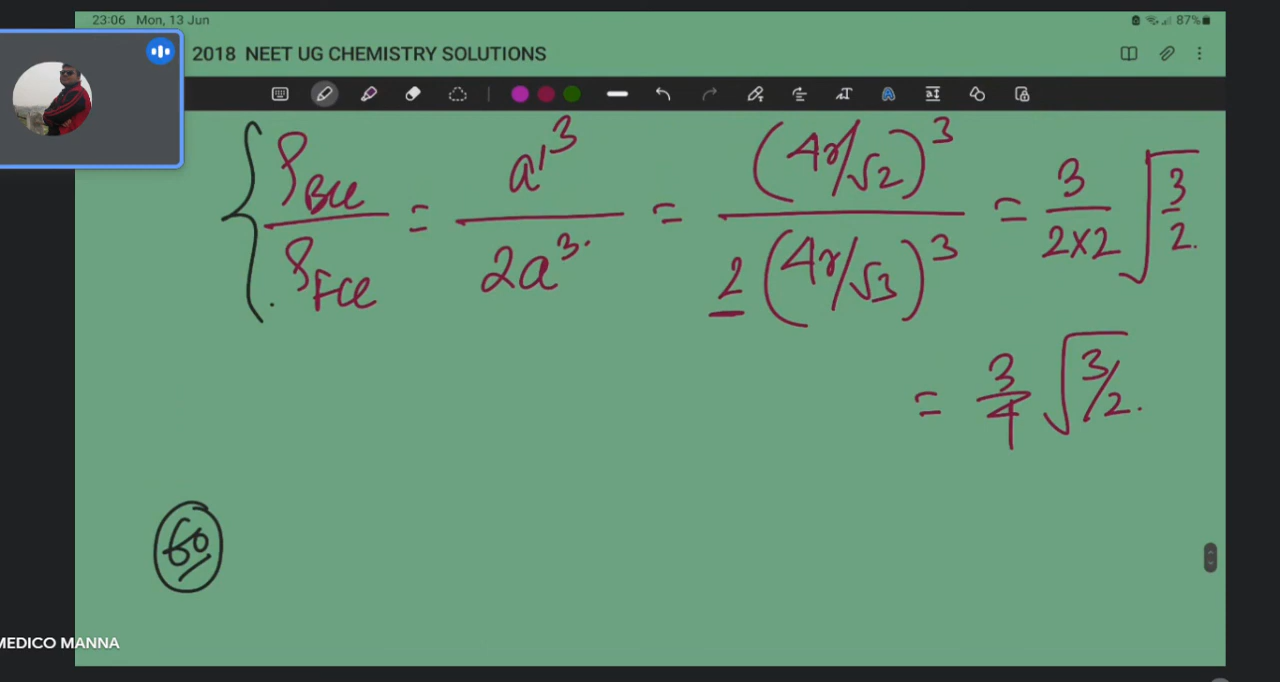 23:06 Mon, 13 Jun 87%
2018 NEET UG CHEMISTRY SOLUTIONS
ρBCC / ρFCC = a'³ / 2a³ = (4r/√2)³ / 2(4r/√3)³ = 3 / 2×2 √3/2.
= 3/4 √3/2.
60
MEDICO MANNA